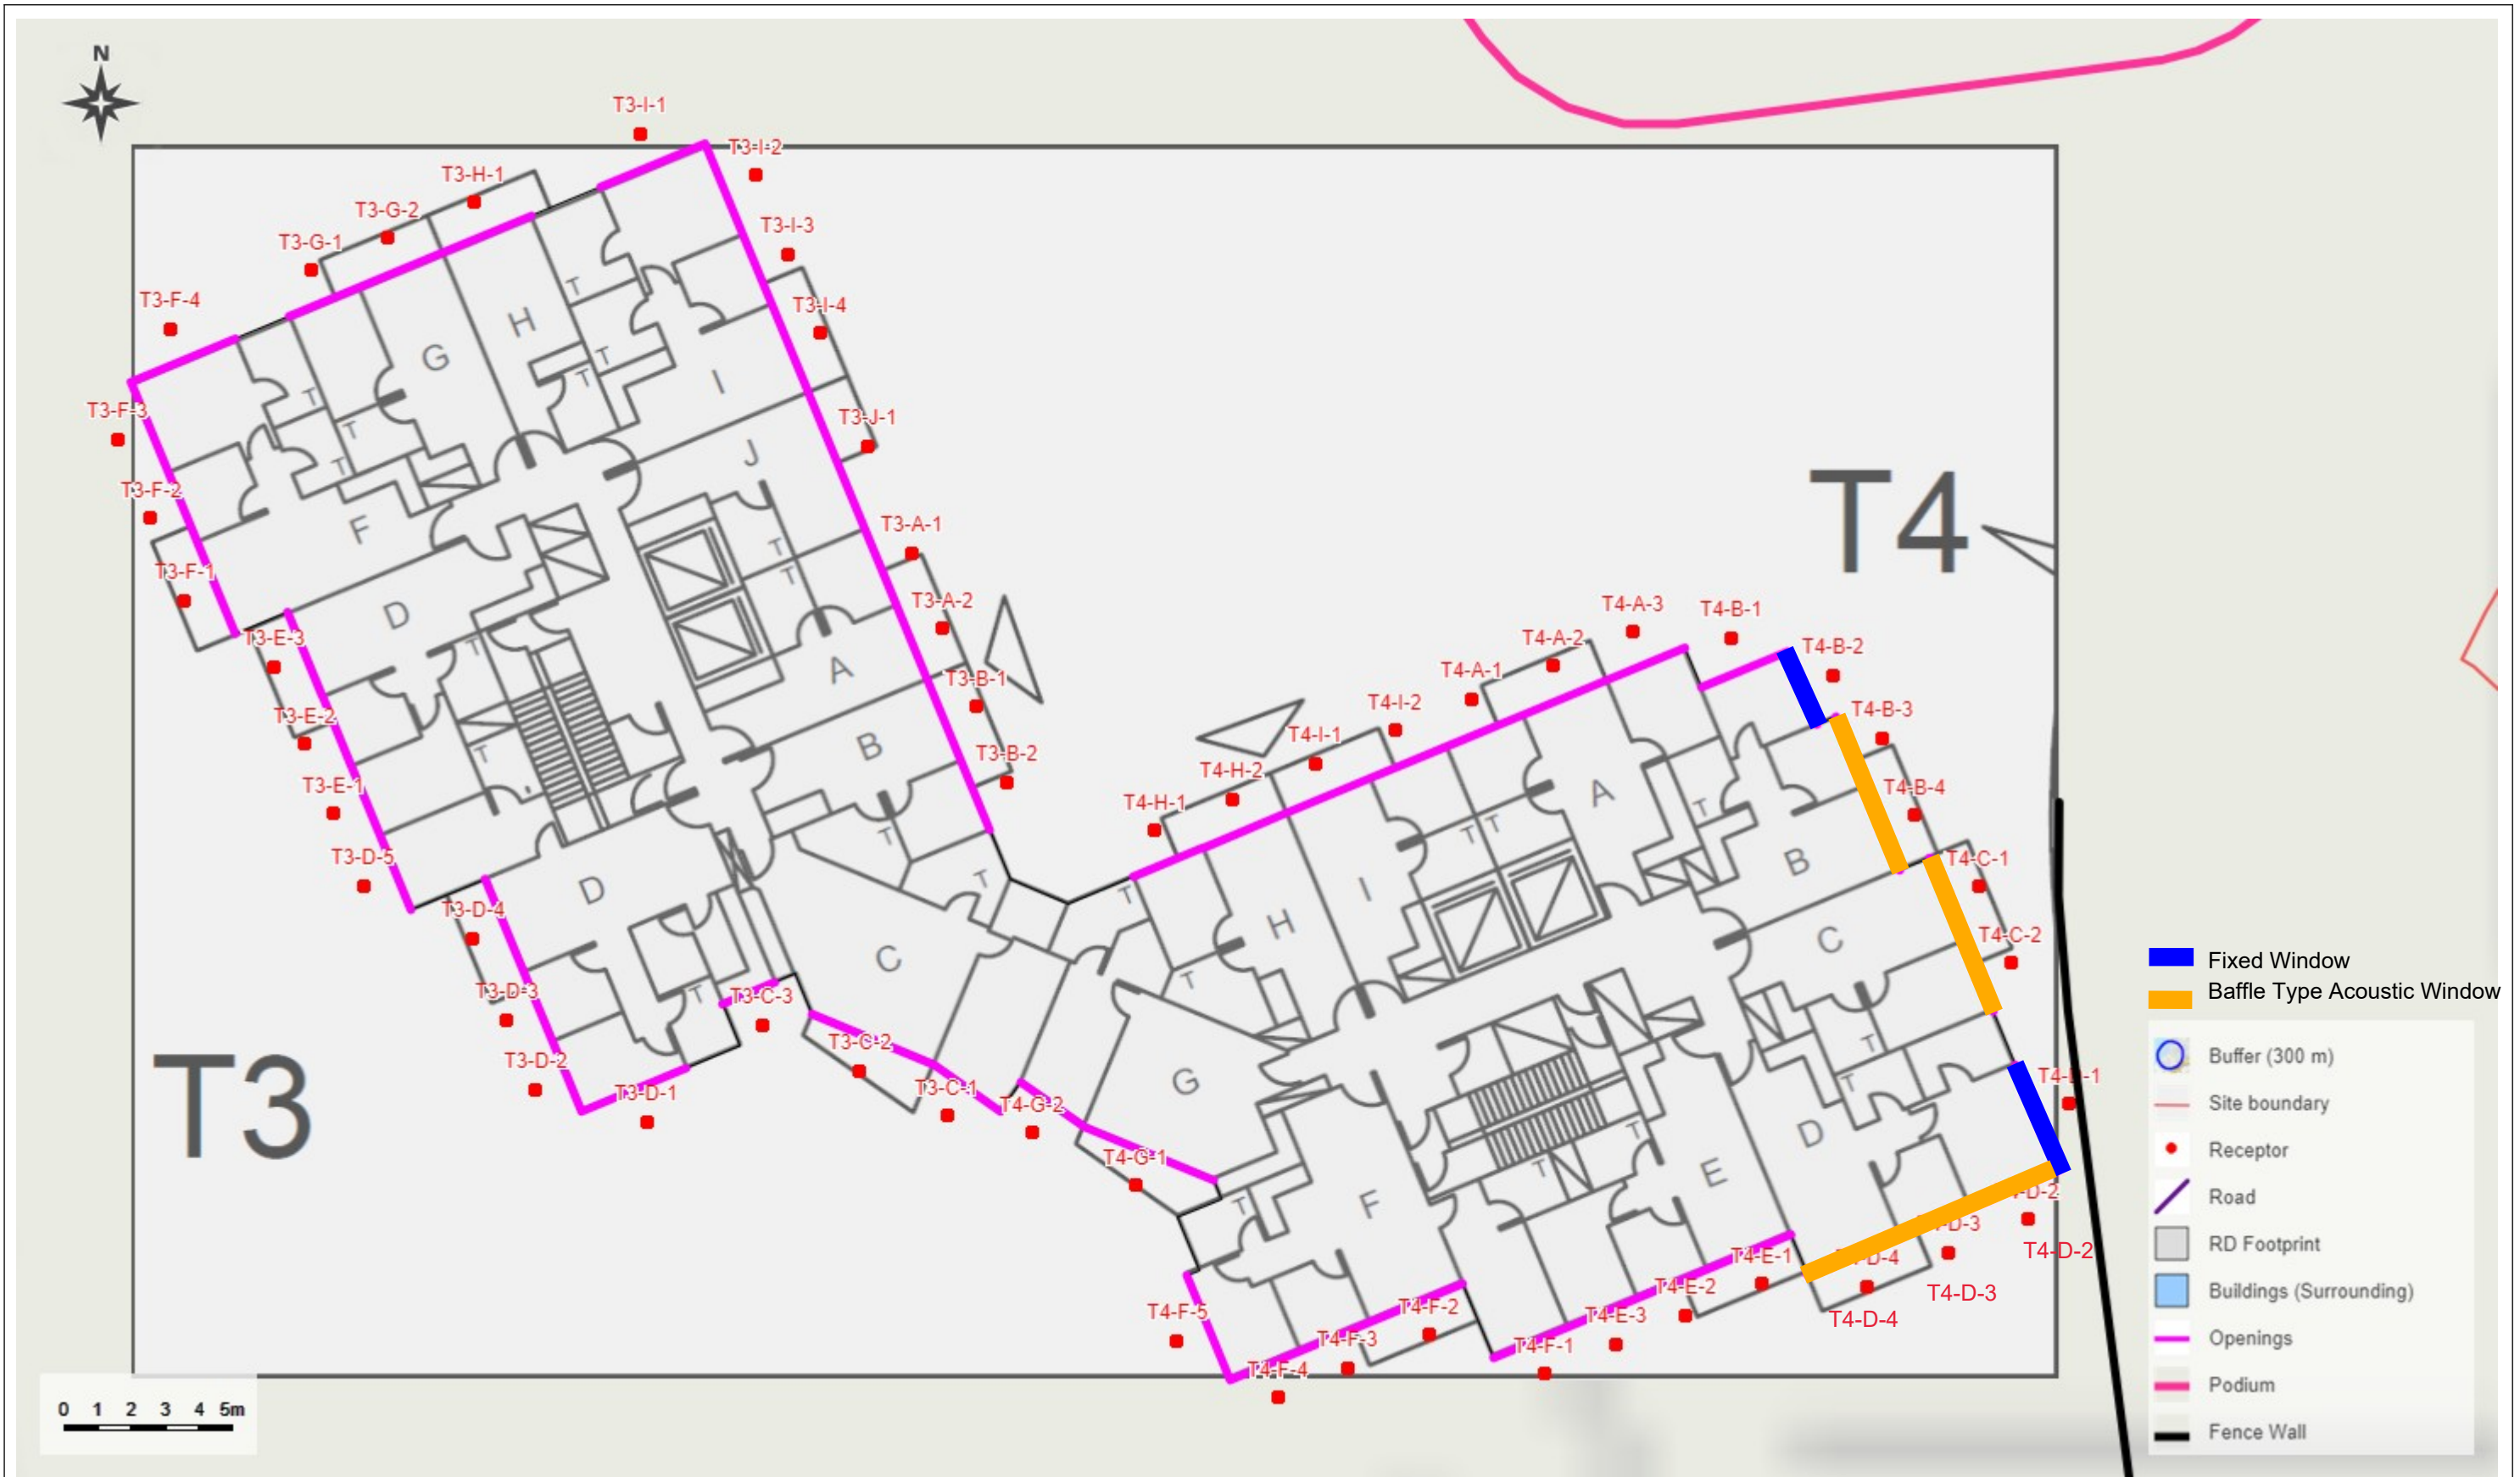 N
T3-I-1
T3-I-2
T3-H-1
T3-G-2
T3-I-3
T3-G-1
T3-F-4
T3-I-4
T
H
G
T
T
I
T
T3-F-3
T3-J-1
T
T
J
T3-F-2
T3-A-1
F
T
T
T3-F-1
T3-A-2
D
T3-E-3
T
A
T3-B-1
T3-E-2
T
B
T3-B-2
T3-E-1
T
T3-D-5
D
T
T3-D-4
C
T3-D-3
T
T3-C-3
T3-C-2
T3-D-2
T3-D-1
T3-C-1
T3
T4
T4-A-3
T4-B-1
T4-A-2
T4-B-2
T4-A-1
T4-I-2
T4-B-3
T4-I-1
T4-H-2
T4-B-4
T4-H-1
A
T
T
T
B
T4-C-1
T
I
H
C
T4-C-2
T
T
T4-D-1
G
T
T4-G-2
D
T
T4-G-1
T
E
F
T
-D-2
-D-3
T4-D-2
T4-E-1
-D-4
T4-E-2
T4-D-3
T4-F-5
T4-F-2
T4-E-3
T4-D-4
T4-F-3
T4-F-1
T4-F-4
Fixed Window
Baffle Type Acoustic Window
Buffer (300 m)
Site boundary
Receptor
Road
RD Footprint
Buildings (Surrounding)
Openings
Podium
Fence Wall
0 1 2 3 4 5m